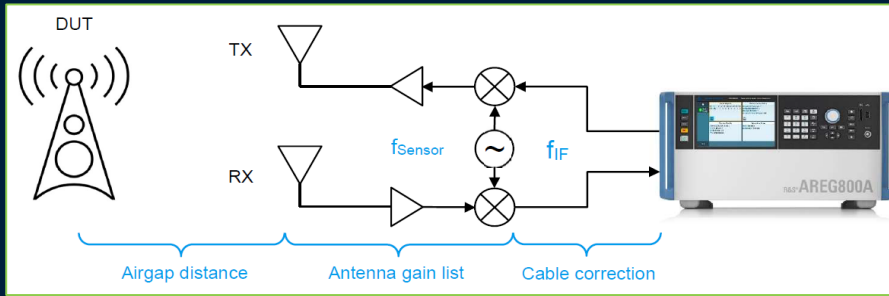 DUT
TX
fSensor
fIF
RX
R&S®AREG800A
Airgap distance
Antenna gain list
Cable correction